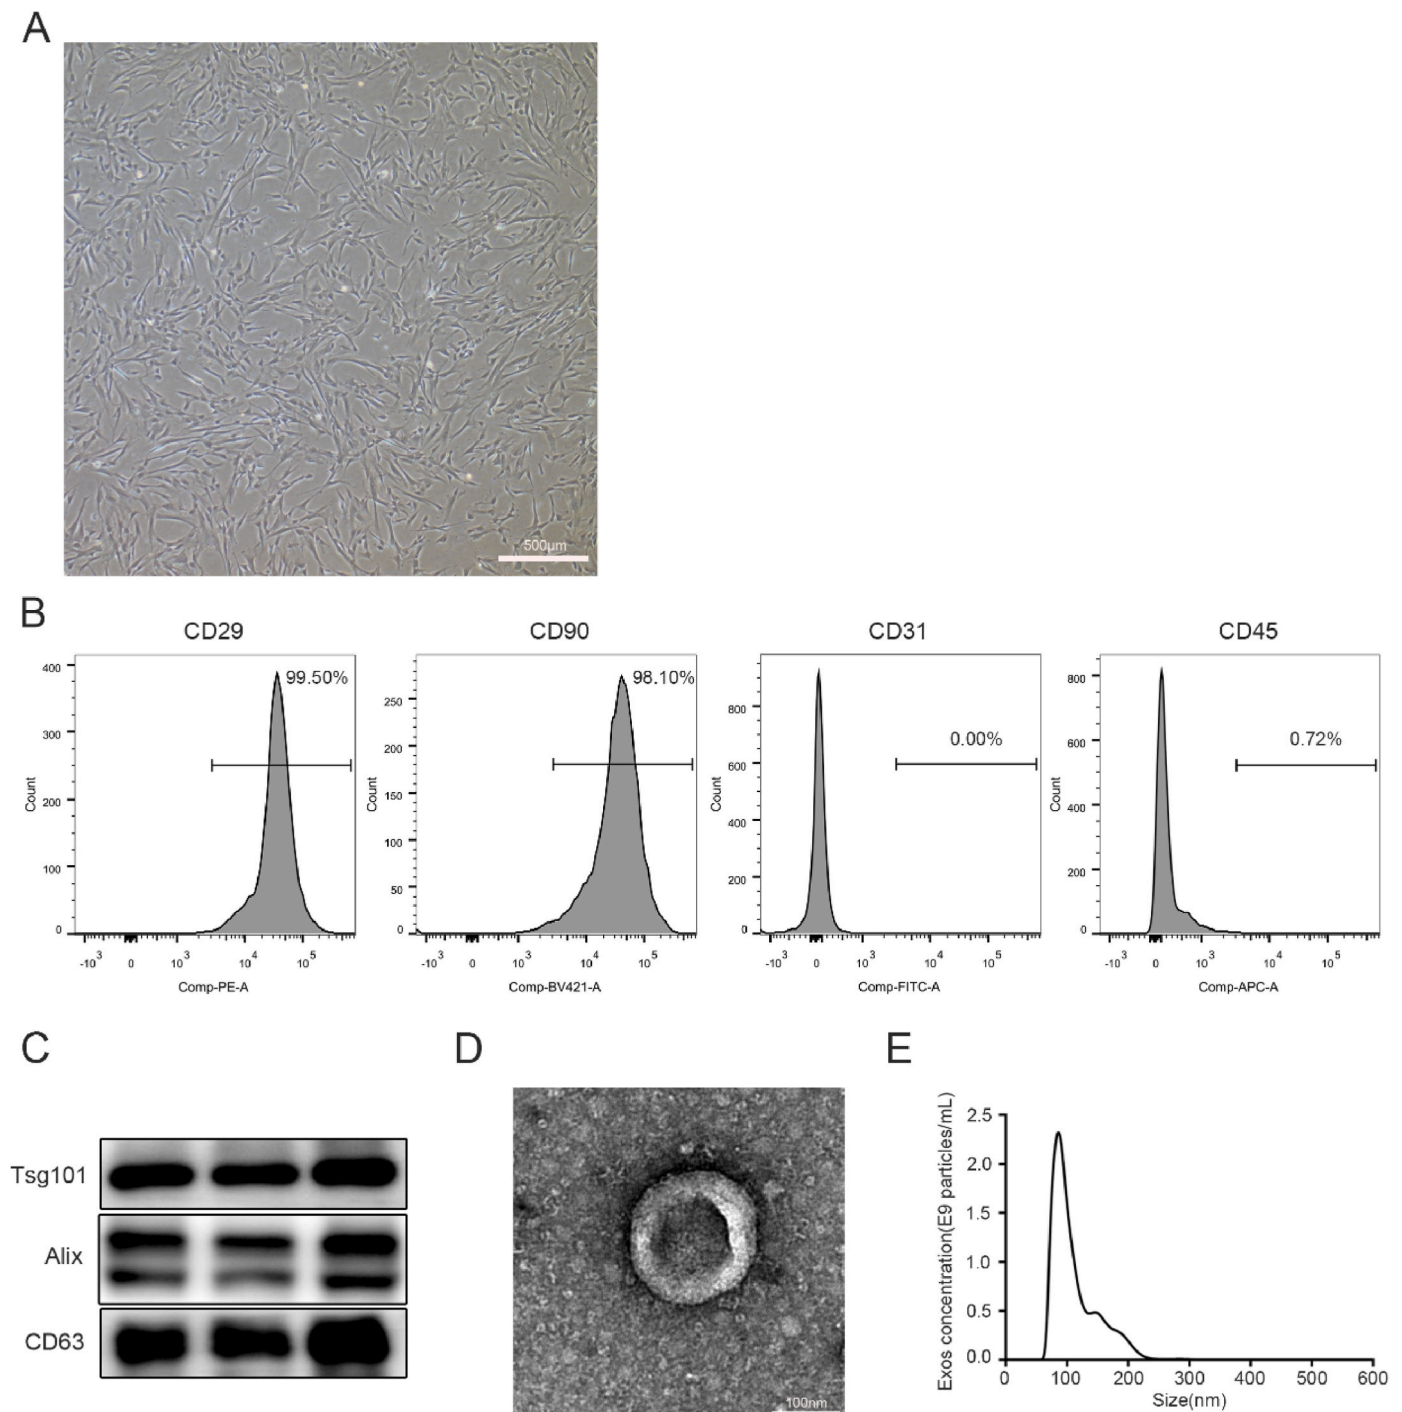 A
500μm
B
CD29
CD90
CD31
CD45
400
300
200
100
0
Count
99.50%
-10³ 0 10³ 10⁴ 10⁵
Comp-PE-A
250
200
150
100
50
0
Count
98.10%
-10³ 0 10³ 10⁴ 10⁵
Comp-BV421-A
800
600
400
200
0
Count
0.00%
-10³ 0 10³ 10⁴ 10⁵
Comp-FITC-A
800
600
400
200
0
Count
0.72%
-10³ 0 10³ 10⁴ 10⁵
Comp-APC-A
C
Tsg101
Alix
CD63
D
100nm
E
Exos concentration(E9 particles/mL)
2.5
2.0
1.5
1.0
0.5
0.0
0 100 200 300 400 500 600
Size(nm)